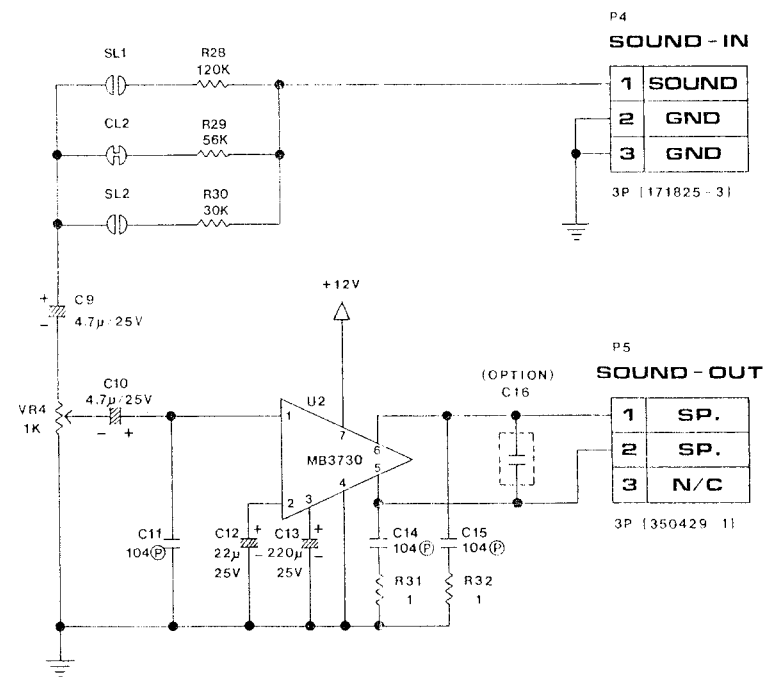 P4
SOUND-IN
1 SOUND
2 GND
3 GND
3P (171825-3)
SL1
R28
120K
CL2
R29
56K
SL2
R30
30K
+
C9
-
4.7μ/25V
+12V
C10
4.7μ/25V
- +
VR4
1K
U2
MB3730
1
2
3
4
5
6
7
(OPTION)
C16
P5
SOUND-OUT
1 SP.
2 SP.
3 N/C
3P (350429 1)
C11
104Ⓟ
C12
22μ
25V
+
-
C13
220μ
25V
+
-
C14
104Ⓟ
C15
104Ⓟ
R31
1
R32
1